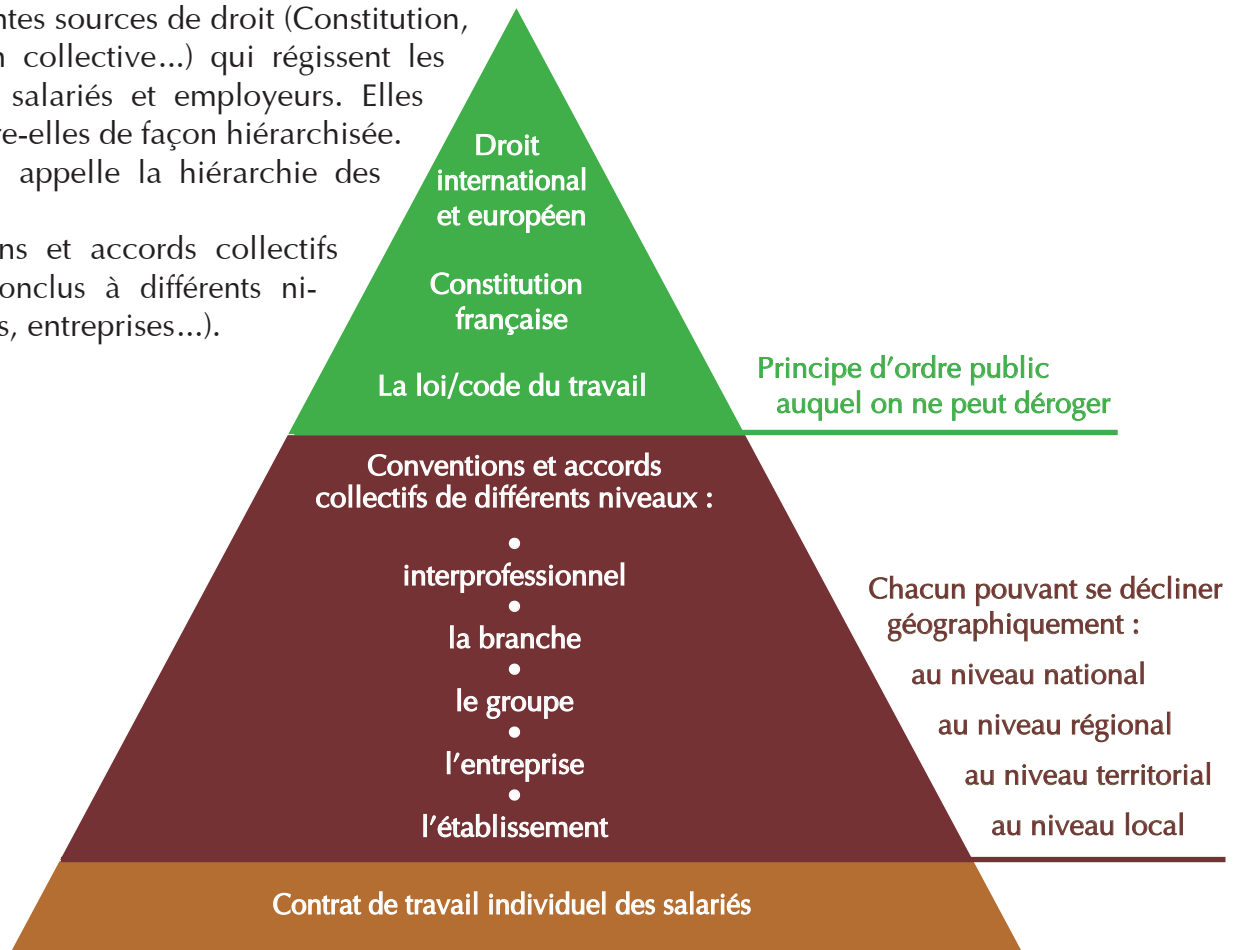 ntes sources de droit (Constitution,
n collective...) qui régissent les
salariés et employeurs. Elles
re-elles de façon hiérarchisée.
appelle la hiérarchie des
ns et accords collectifs
onclus à différents ni-
s, entreprises...).
Droit
international
et européen
Constitution
française
La loi/code du travail
Principe d'ordre public
auquel on ne peut déroger
Conventions et accords
collectifs de différents niveaux :
•
interprofessionnel
•
la branche
•
le groupe
•
l'entreprise
•
l'établissement
Chacun pouvant se décliner
géographiquement :
au niveau national
au niveau régional
au niveau territorial
au niveau local
Contrat de travail individuel des salariés